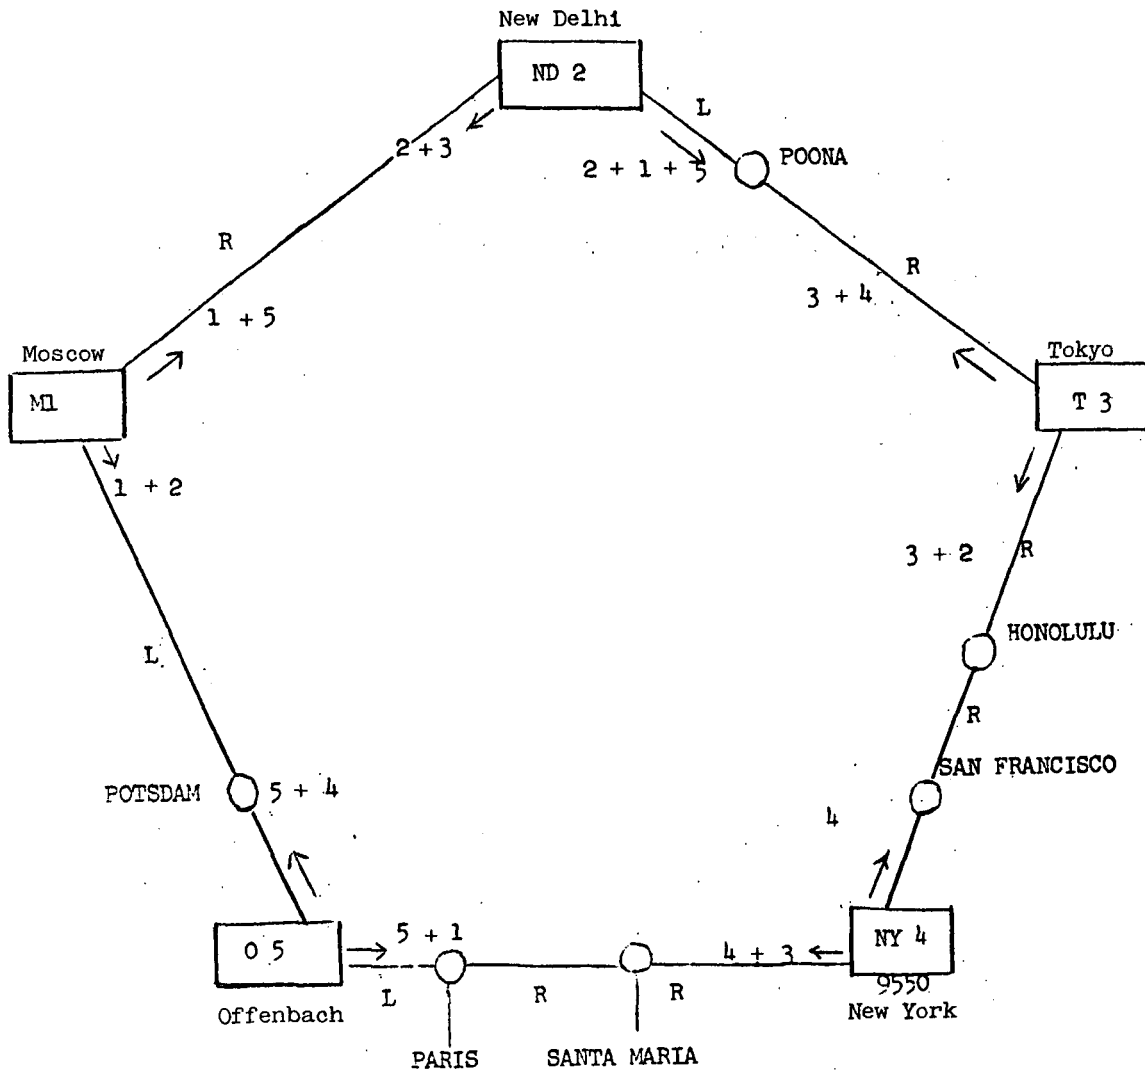 New Delhi
ND 2
L
2 + 3
2 + 1 + 5
POONA
R
R
3 + 4
1 + 5
Moscow
Tokyo
M1
T 3
1 + 2
3 + 2
R
HONOLULU
L
R
SAN FRANCISCO
POTSDAM
5 + 4
4
5 + 1
4 + 3
NY 4
O 5
9550
L
R
R
New York
Offenbach
PARIS
SANTA MARIA